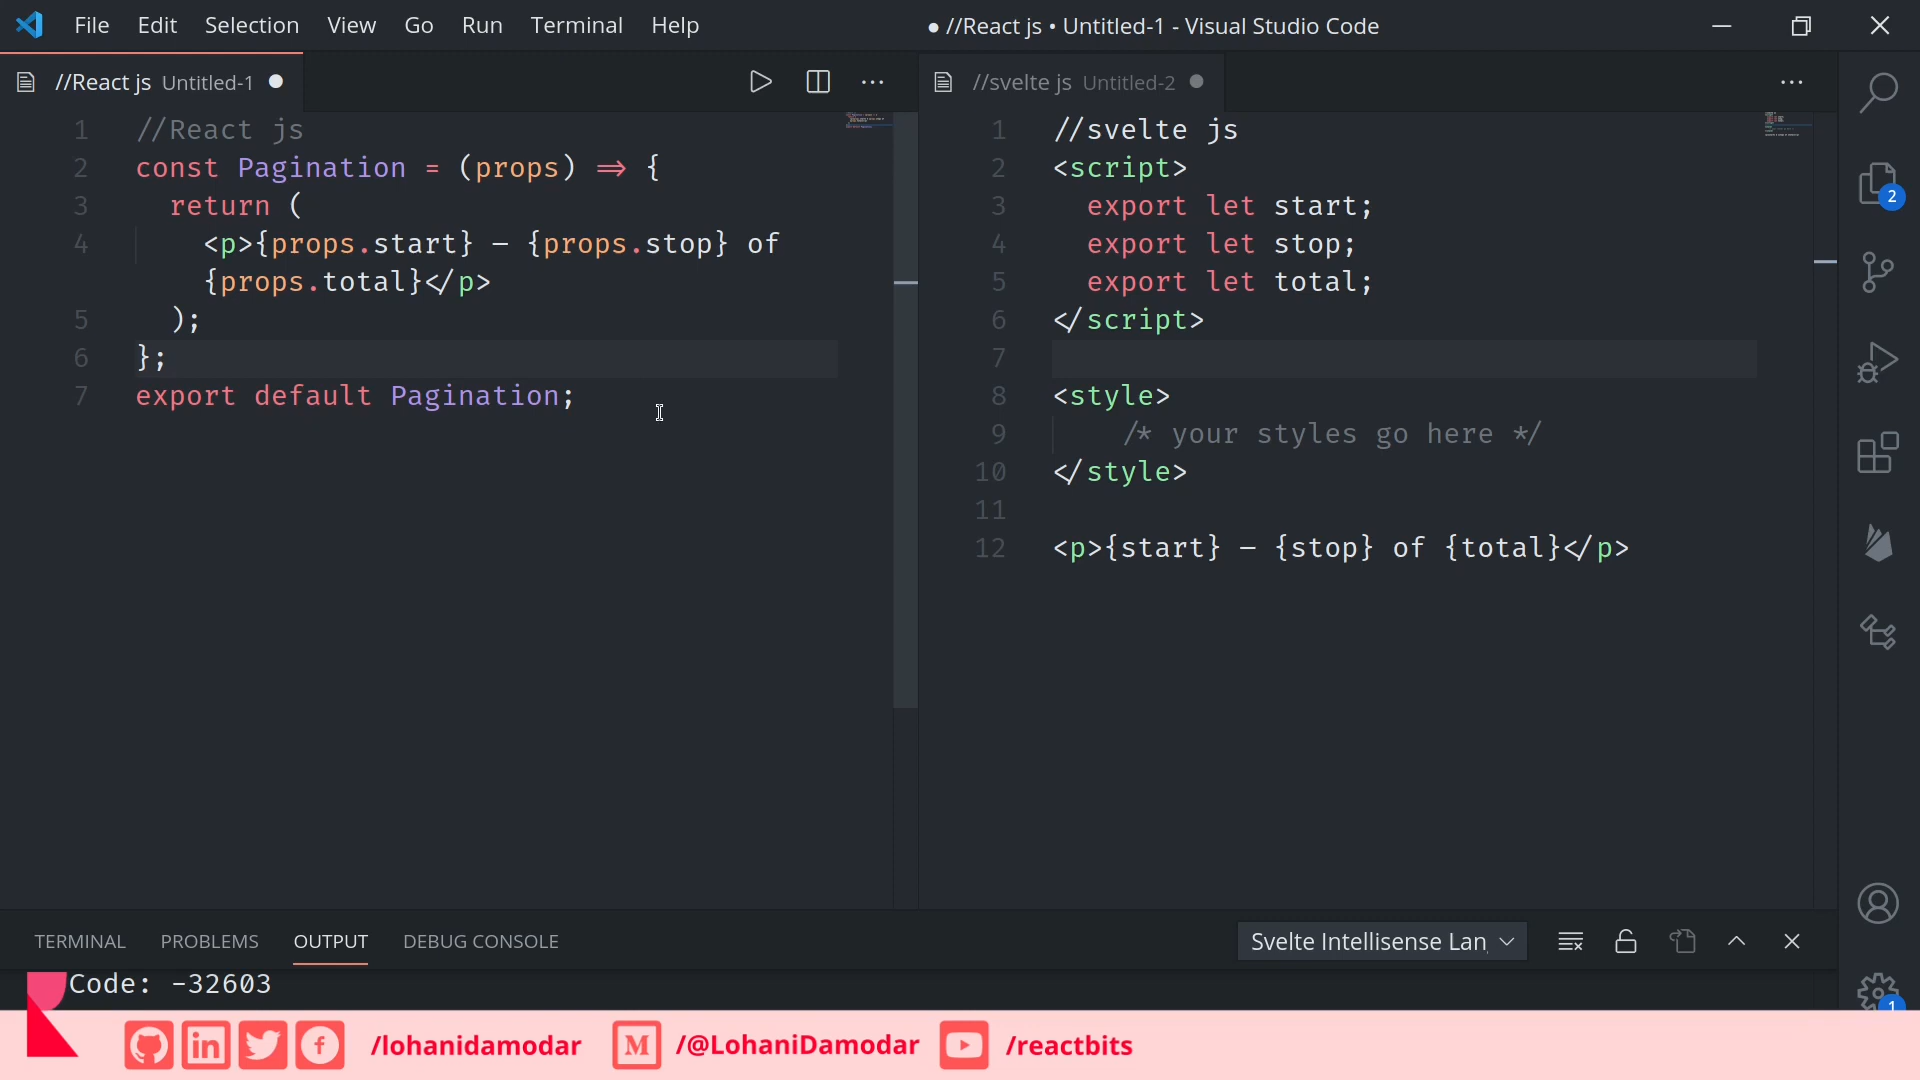 File Edit Selection View Go Run Terminal Help ● //React js • Untitled-1 - Visual Studio Code
//React js Untitled-1
1 //React js
2 const Pagination = (props) => {
3 return (
4 <p>{props.start} - {props.stop} of
{props.total}</p>
5 );
6 };
7 export default Pagination;
//svelte js Untitled-2
1 //svelte js
2 <script>
3 export let start;
4 export let stop;
5 export let total;
6 </script>
7
8 <style>
9 /* your styles go here */
10 </style>
11
12 <p>{start} - {stop} of {total}</p>
2
1
TERMINAL PROBLEMS OUTPUT DEBUG CONSOLE Svelte Intellisense Lan
Code: -32603
/lohanidamodar M /@LohaniDamodar /reactbits